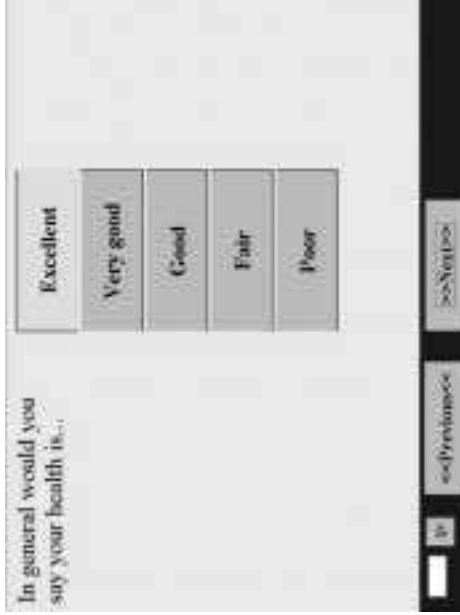 In general would you
say your health is...
Excellent
Very good
Good
Fair
Poor
<<Previous<<
>>Next>>